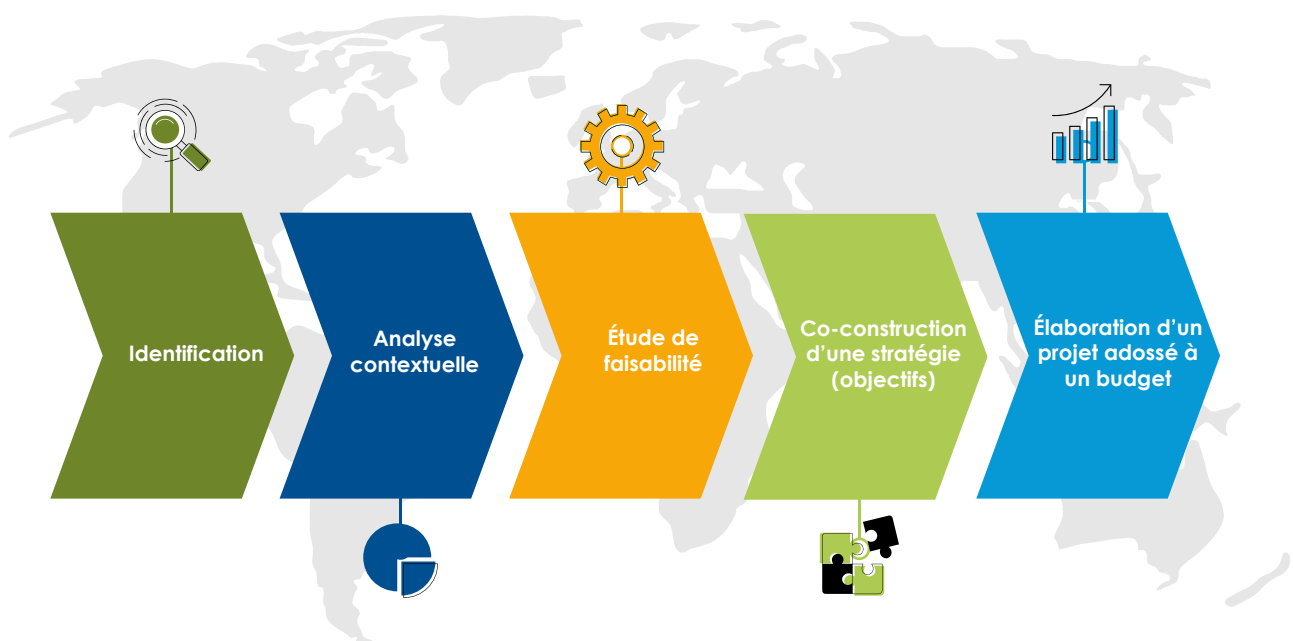 Identification
Analyse
contextuelle
Étude de
faisabilité
Co-construction
d’une stratégie
(objectifs)
Élaboration d’un
projet adossé à
un budget